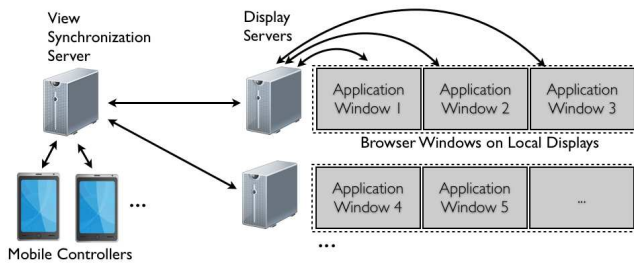 View
Synchronization
Server
Display
Servers
Application
Window 1
Application
Window 2
Application
Window 3
Browser Windows on Local Displays
Application
Window 4
Application
Window 5
...
...
...
Mobile Controllers